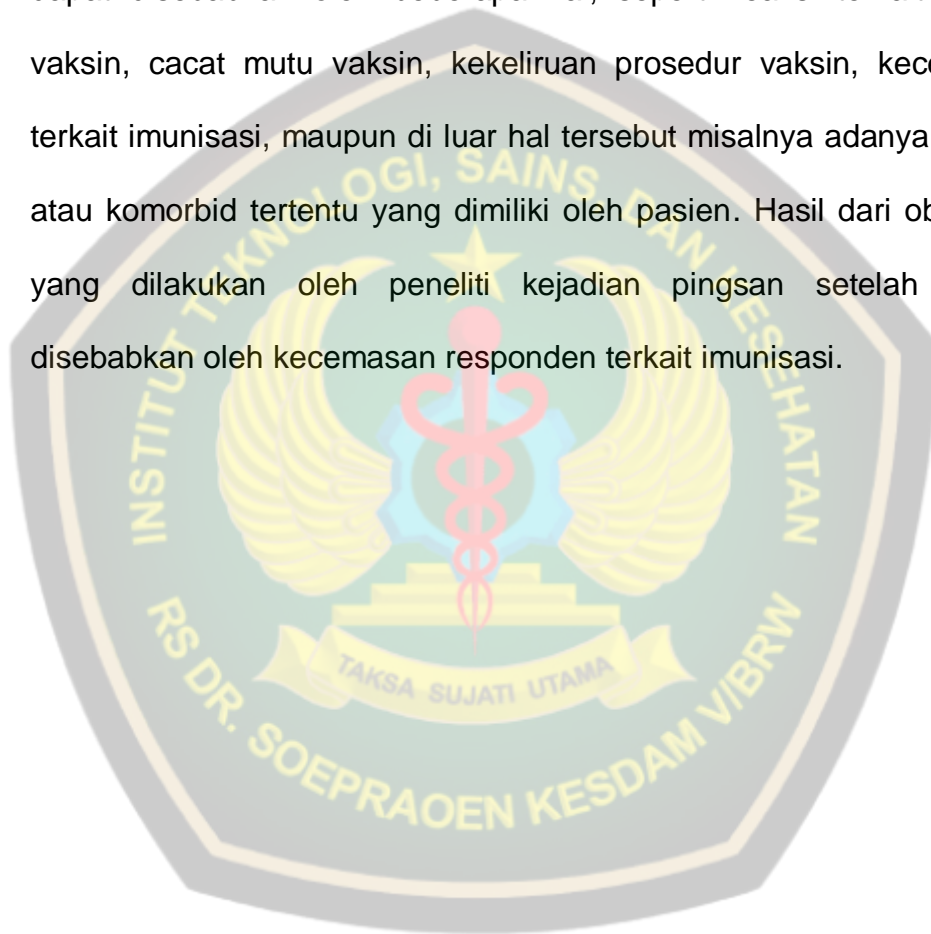 vaksin, cacat mutu vaksin, kekeliruan prosedur vaksin,
terkait imunisasi, maupun di luar hal tersebut misalnya adanya
atau komorbid tertentu yang dimiliki oleh pasien. Hasil dari
yang dilakukan oleh peneliti kejadian pingsan setelah
disebabkan oleh kecemasan responden terkait imunisasi.
INSTITUT TEKNOLOGI, SAINS, DAN KESEHATAN
TAKSA SUJATI UTAMA
RS DR. SOEPRAOEN KESDAM V/BRW